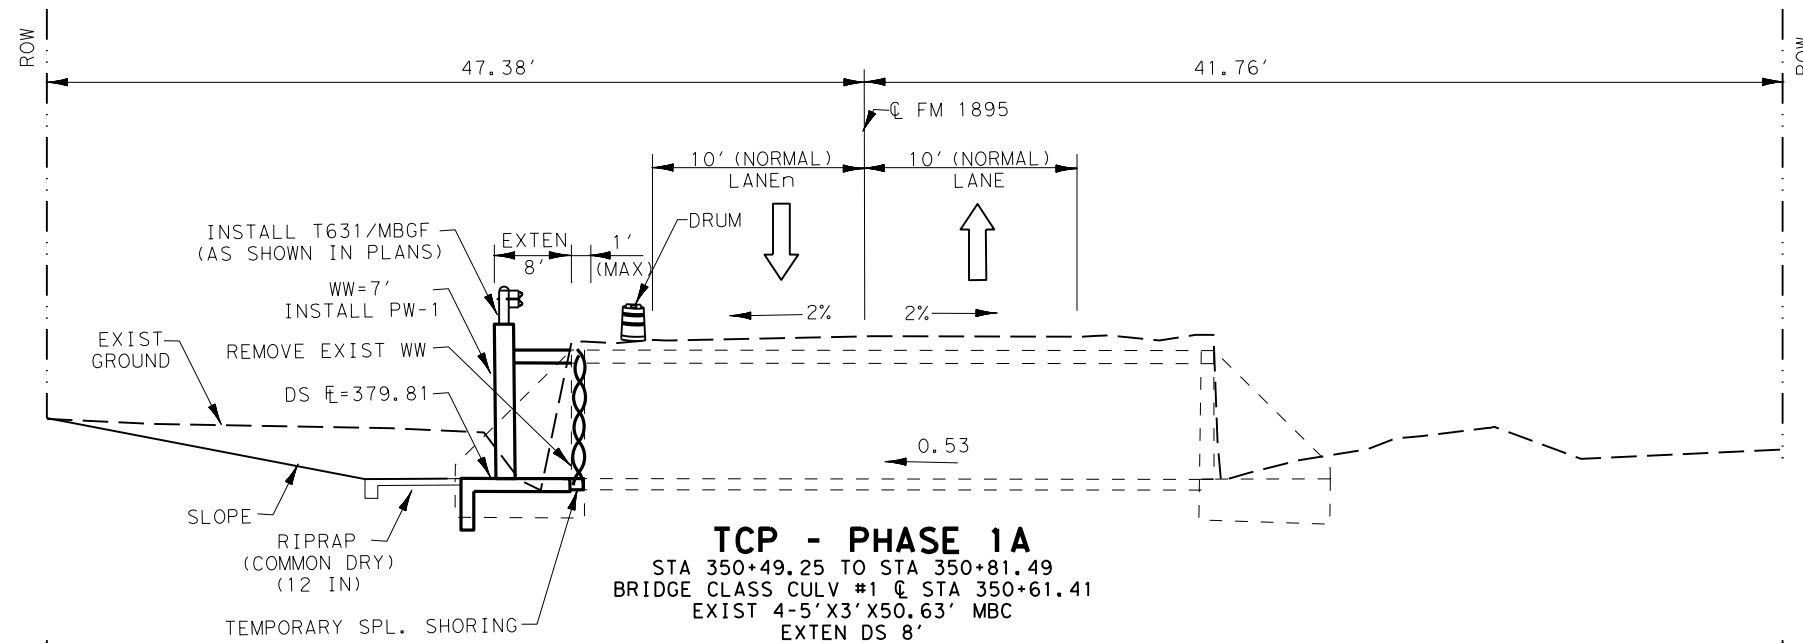 ROW
ROW
47.38'
41.76'
℄ FM 1895
10' (NORMAL)
LANEn
10' (NORMAL)
LANE
DRUM
INSTALL T631/MBGF
(AS SHOWN IN PLANS)
EXTEN
8'
1'
(MAX)
WW=7'
INSTALL PW-1
2%
2%
EXIST
GROUND
REMOVE EXIST WW
DS FL=379.81
0.53
SLOPE
RIPRAP
(COMMON DRY)
(12 IN)
TEMPORARY SPL. SHORING
TCP - PHASE 1A
STA 350+49.25 TO STA 350+81.49
BRIDGE CLASS CULV #1 ℄ STA 350+61.41
EXIST 4-5'X3'X50.63' MBC
EXTEN DS 8'